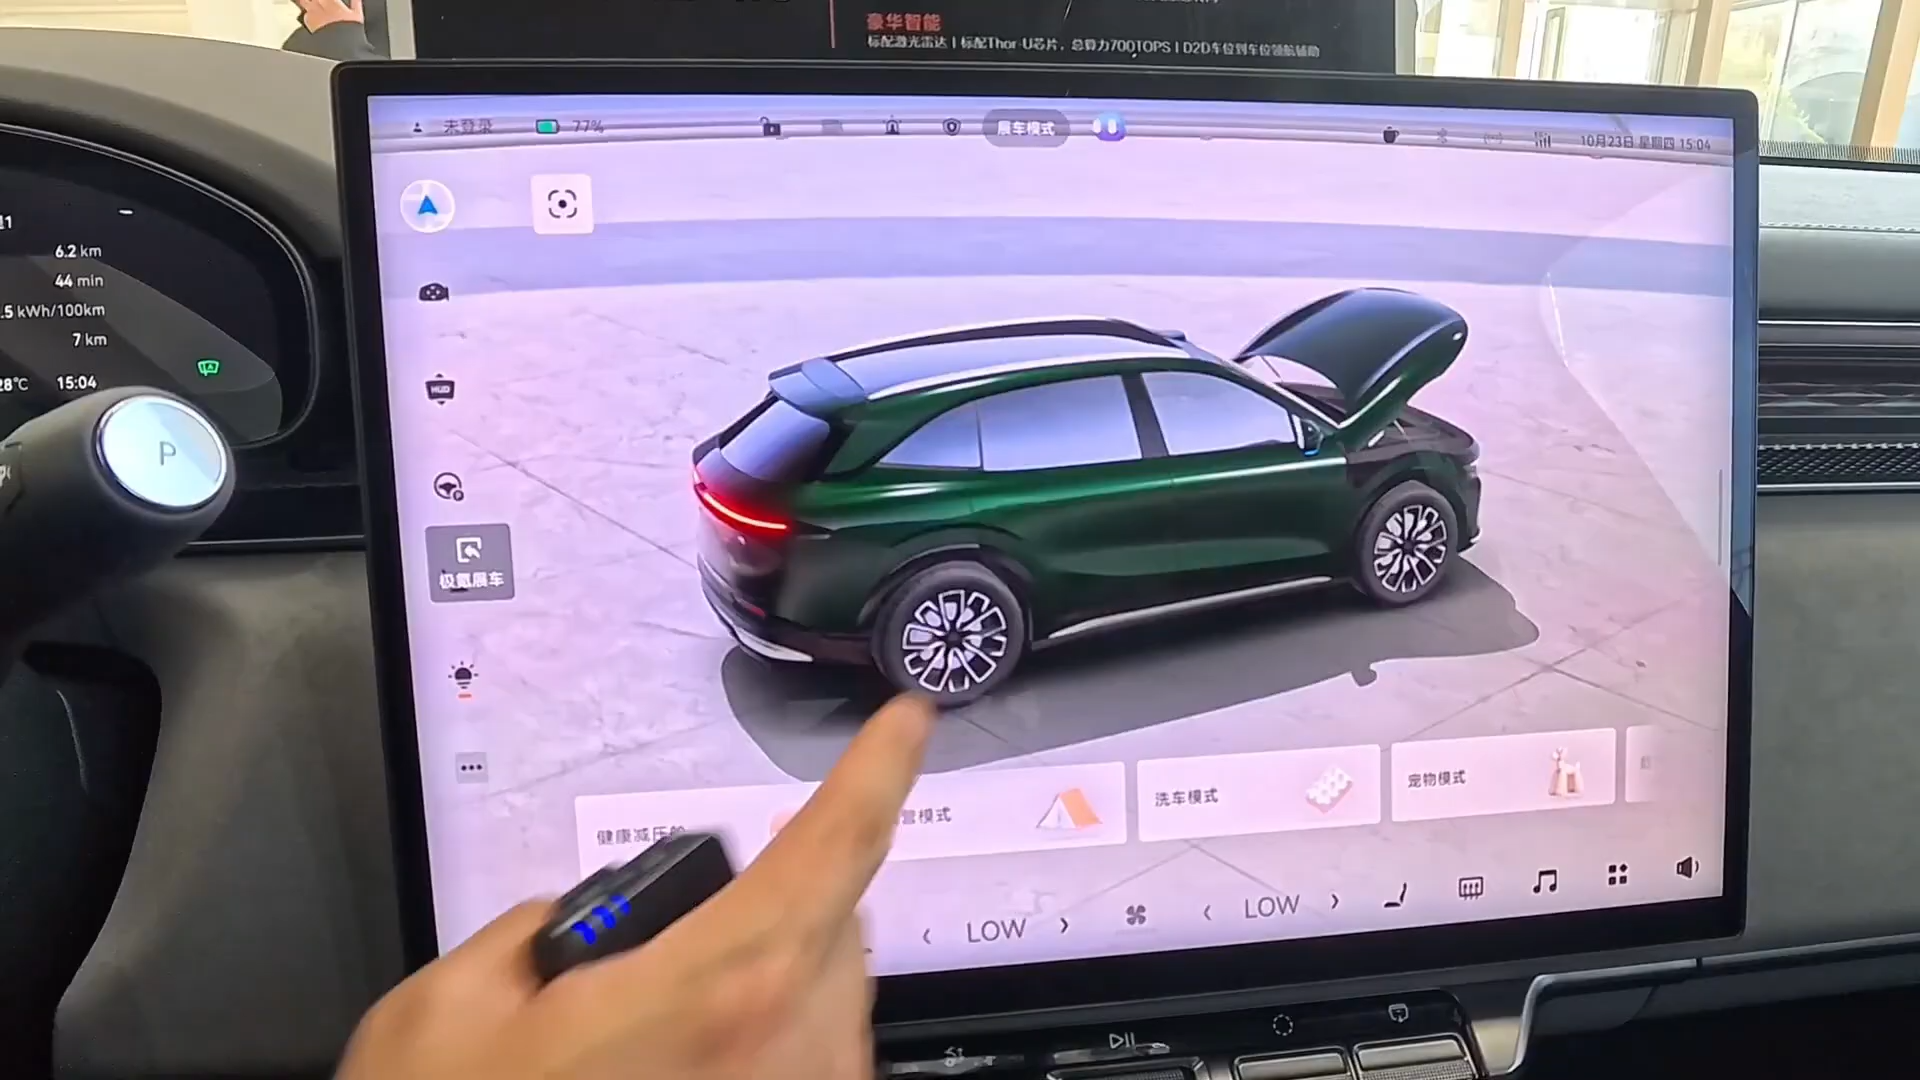 豪华智能
标配激光雷达 | 标配Thor-U芯片，总算力700TOPS | D2D车位到车位领航辅助
未登录
77%
展车模式
10月23日 星期四 15:04
6.2 km
44 min
.5 kWh/100km
7 km
28℃ 15:04
P
HUD
极氪展车
健康减压舱
营模式
洗车模式
宠物模式
LOW
LOW